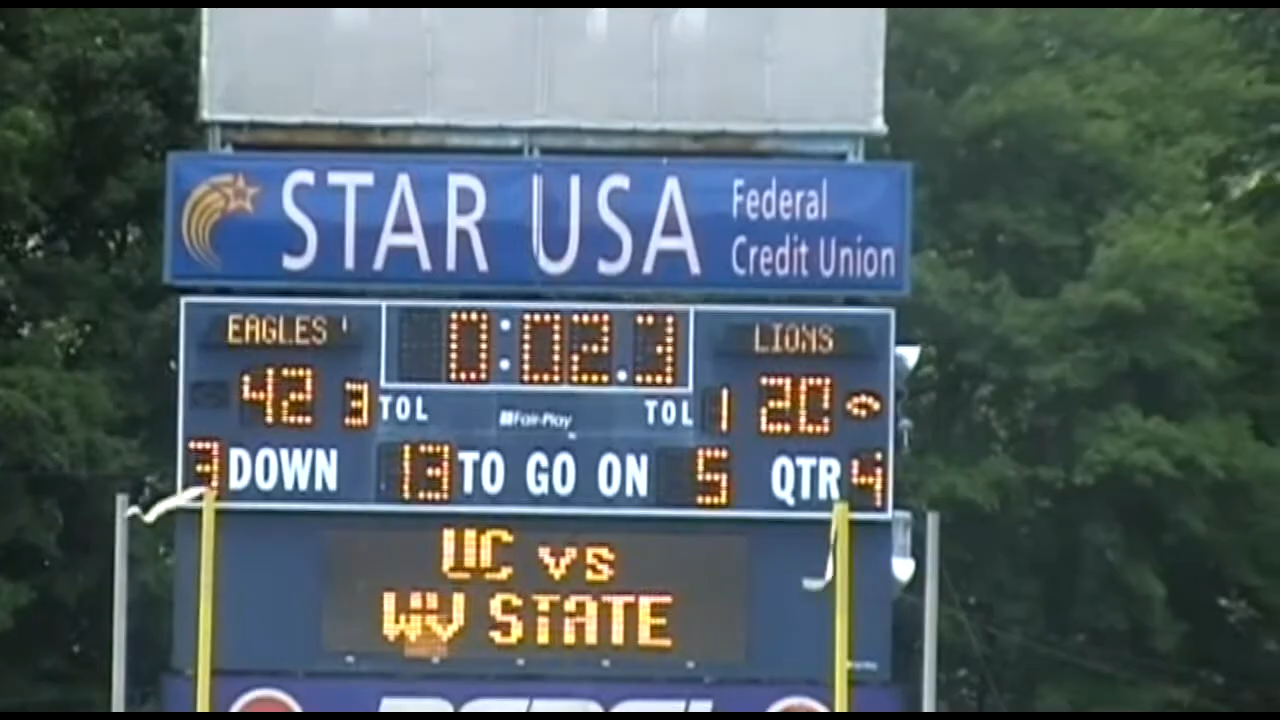 STAR USA Federal
Credit Union
EAGLES ' 0:02.3 LIONS
42 3 TOL Fair-Play TOL 1 20
3 DOWN 13 TO GO ON 5 QTR 4
UC vs
WV STATE